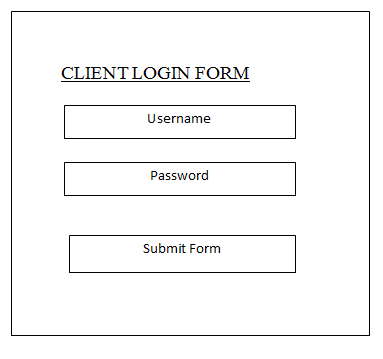 CLIENT LOGIN FORM
Username
Password
Submit Form